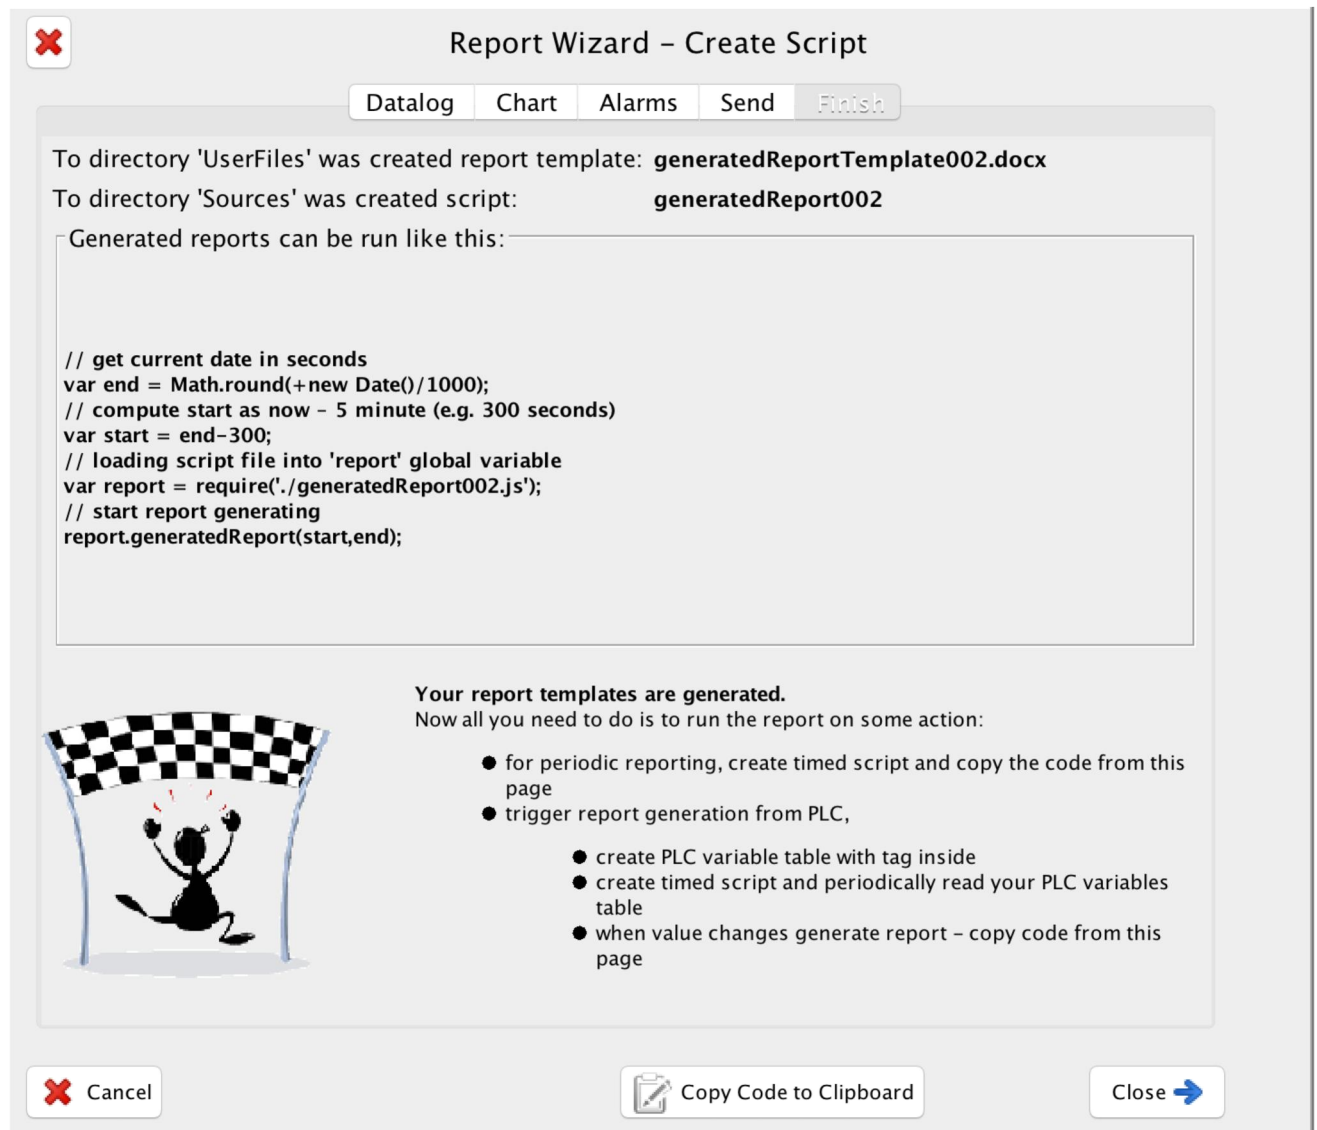 Report Wizard – Create Script
Datalog
Chart
Alarms
Send
Finish
To directory 'UserFiles' was created report template: generatedReportTemplate002.docx
To directory 'Sources' was created script: generatedReport002
Generated reports can be run like this:
// get current date in seconds
var end = Math.round(+new Date()/1000);
// compute start as now – 5 minute (e.g. 300 seconds)
var start = end–300;
// loading script file into 'report' global variable
var report = require('./generatedReport002.js');
// start report generating
report.generatedReport(start,end);
Your report templates are generated.
Now all you need to do is to run the report on some action:
● for periodic reporting, create timed script and copy the code from this
page
● trigger report generation from PLC,
● create PLC variable table with tag inside
● create timed script and periodically read your PLC variables
table
● when value changes generate report – copy code from this
page
Cancel
Copy Code to Clipboard
Close